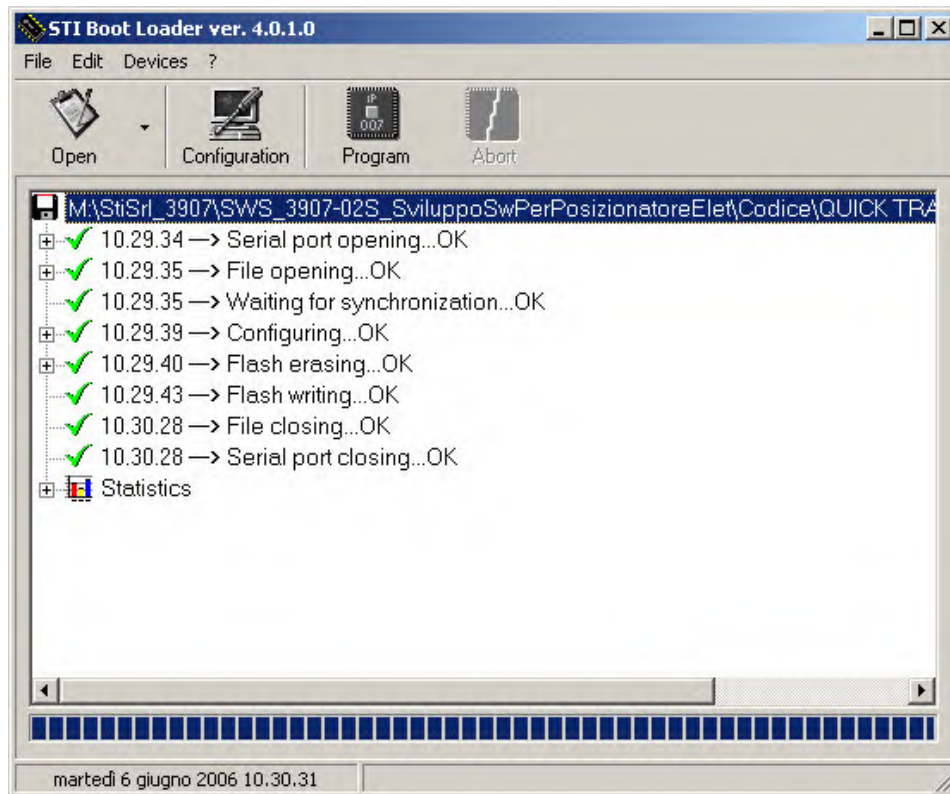 STI Boot Loader ver. 4.0.1.0
File Edit Devices ?
Open Configuration Program Abort
M:\StiSrl_3907\SWS_3907-02S_SviluppoSwPerPosizionatoreElet\Codice\QUICK TRA
10.29.34 —> Serial port opening...OK
10.29.35 —> File opening...OK
10.29.35 —> Waiting for synchronization...OK
10.29.39 —> Configuring...OK
10.29.40 —> Flash erasing...OK
10.29.43 —> Flash writing...OK
10.30.28 —> File closing...OK
10.30.28 —> Serial port closing...OK
Statistics
martedì 6 giugno 2006 10.30.31